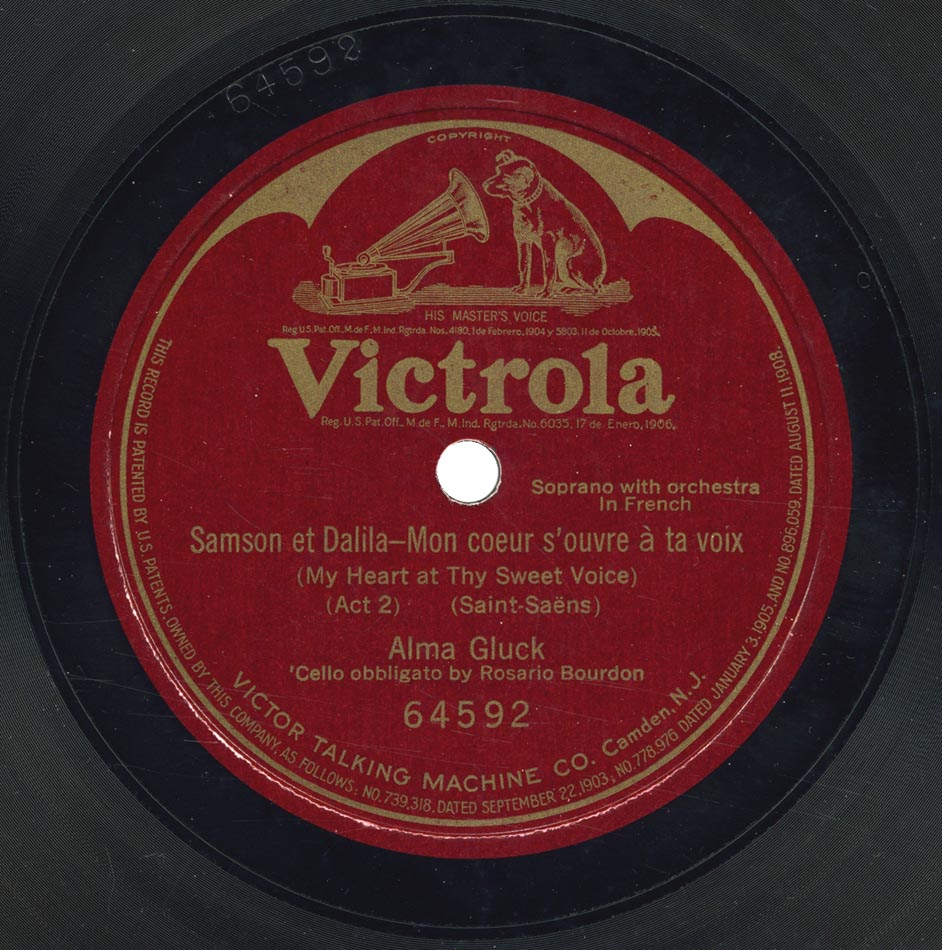 64592
COPYRIGHT
HIS MASTER'S VOICE
Reg.U.S.Pat.Off.,M.de F.,M.Ind.Rgtrda.Nos.4180,1 de Febrero,1904 y 5803,11 de Octobre,1905.
Victrola
Reg.U.S.Pat.Off., M de F., M.Ind. Rgtrda.No.6035, 17 de Enero, 1906.
Soprano with orchestra
In French
Samson et Dalila–Mon coeur s'ouvre à ta voix
(My Heart at Thy Sweet Voice)
(Act 2) (Saint-Saëns)
Alma Gluck
'Cello obbligato by Rosario Bourdon
64592
VICTOR TALKING MACHINE CO. Camden, N.J.
THIS RECORD IS PATENTED BY U.S. PATENTS, OWNED BY THIS COMPANY, AS FOLLOWS: NO.739,318, DATED SEPTEMBER 22, 1903; NO.778,976 DATED JANUARY 3, 1905, AND NO.896,059, DATED AUGUST 11, 1908.